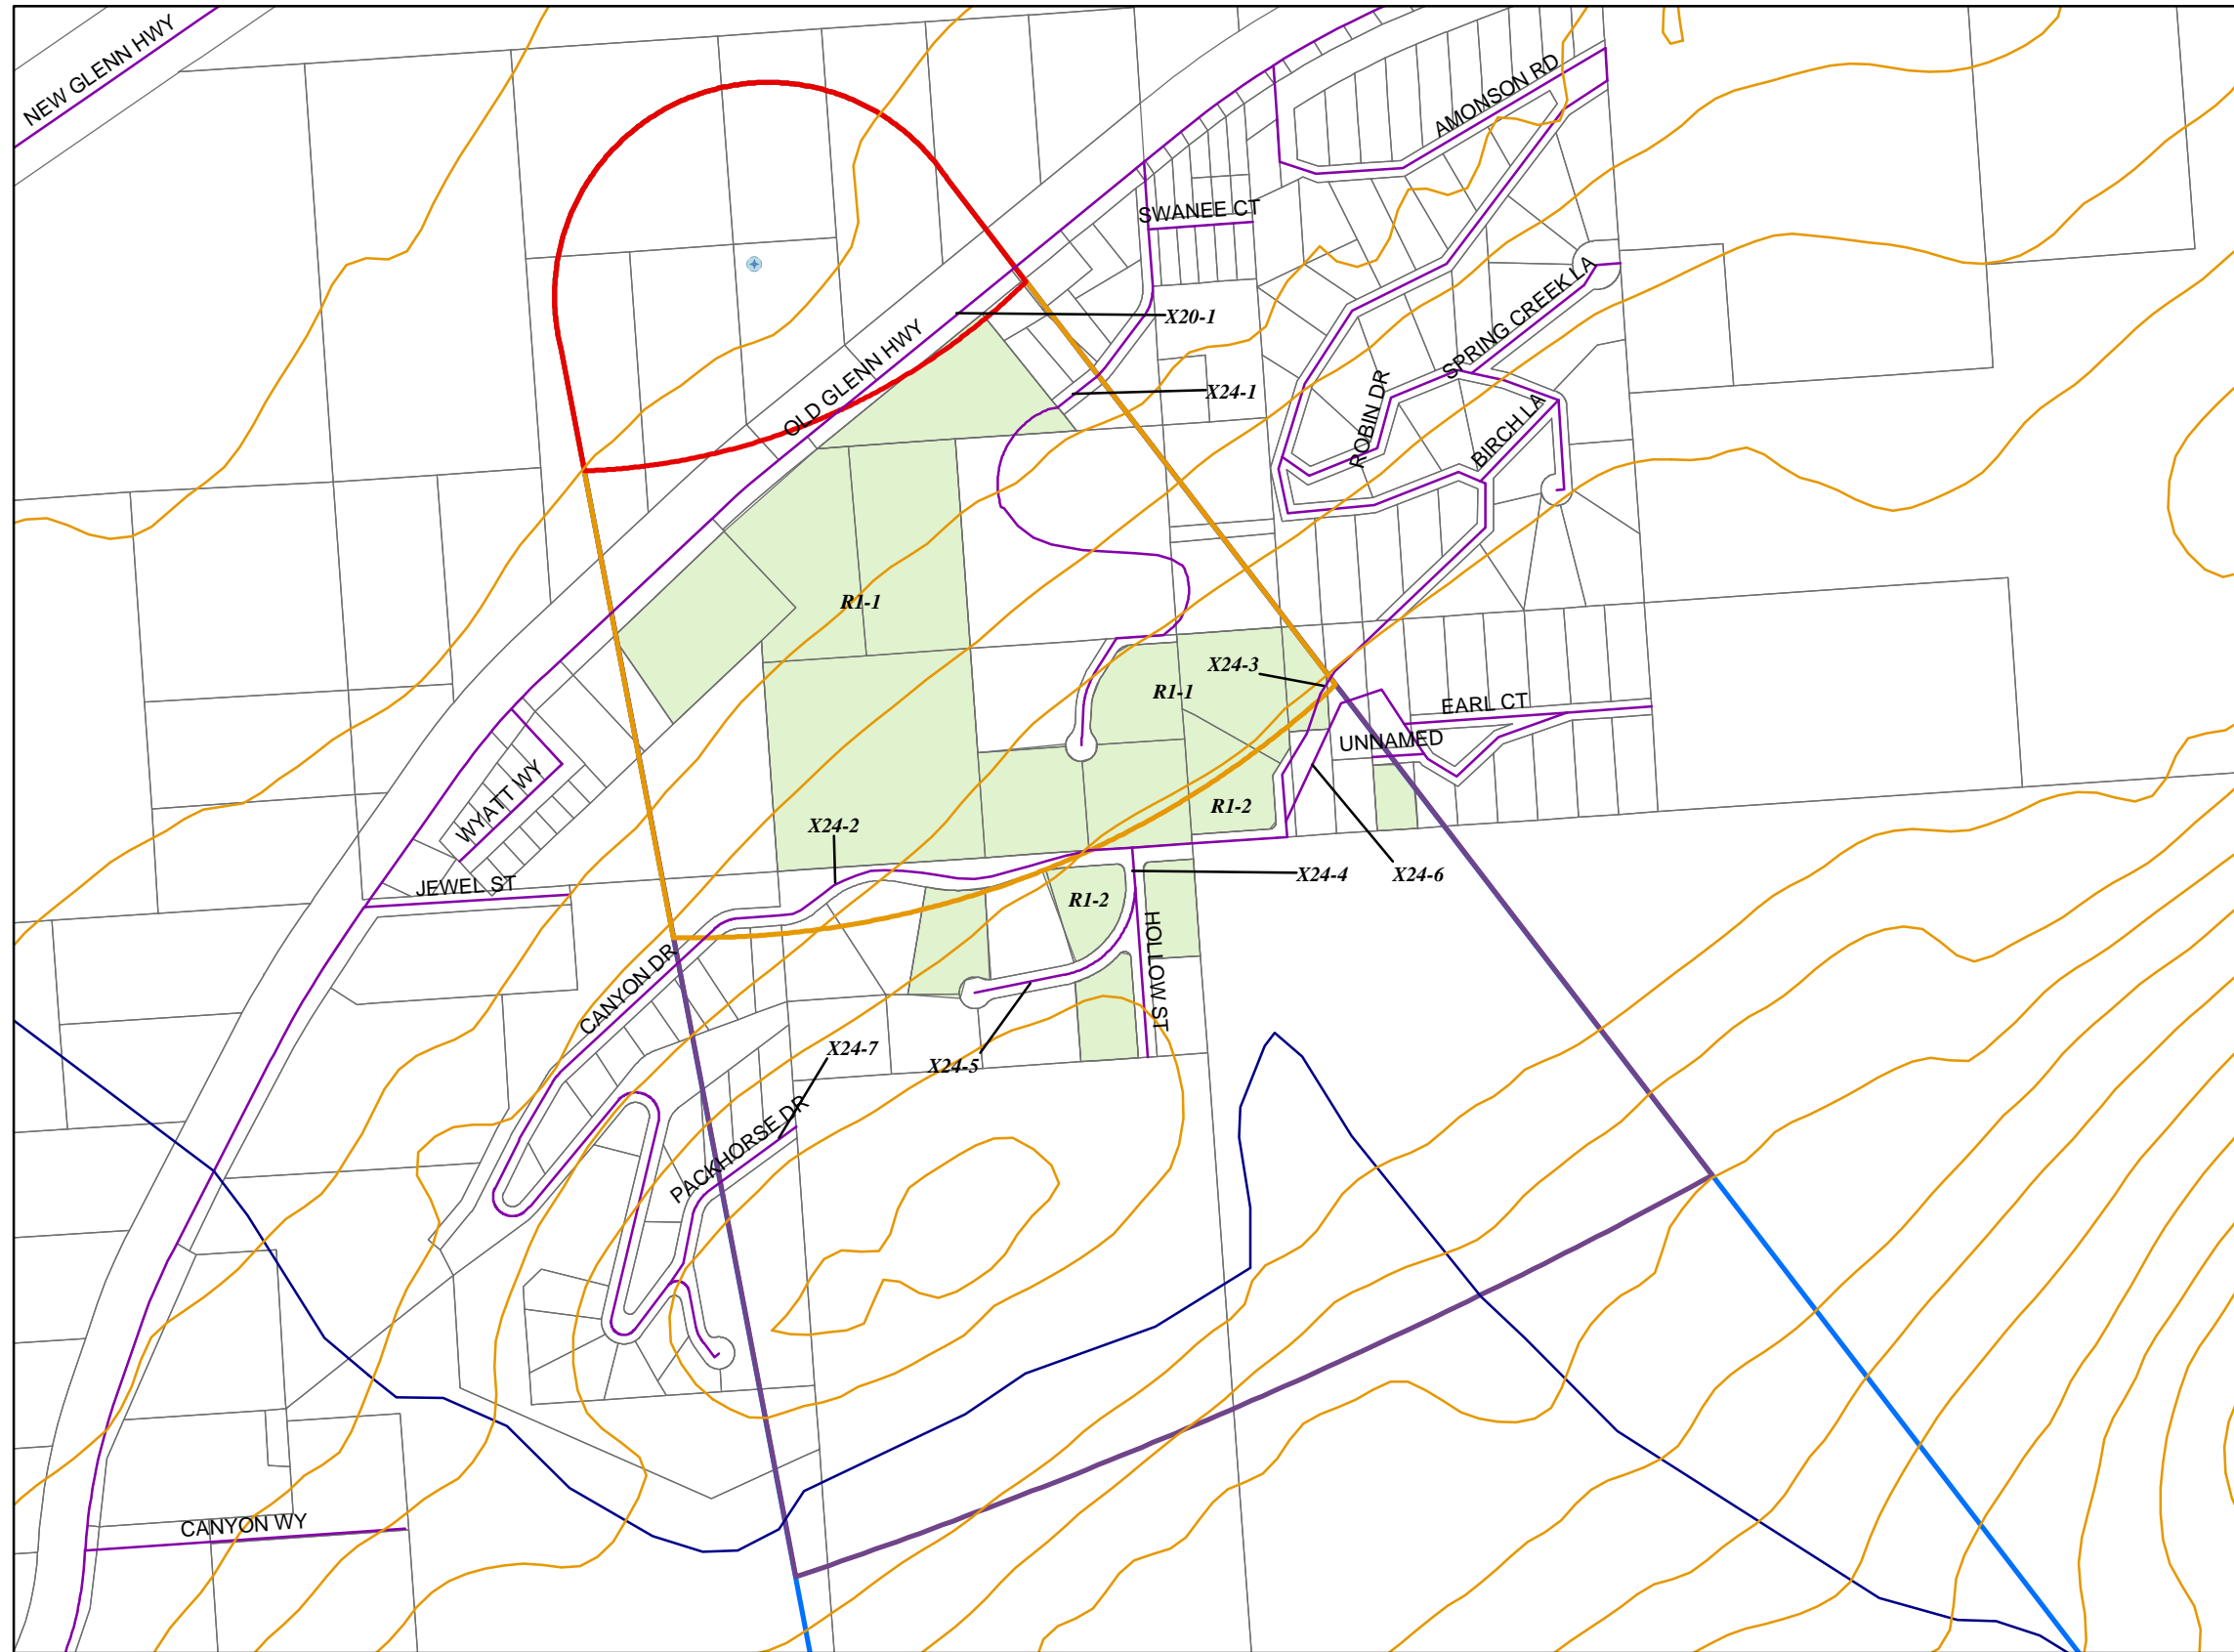 NEW GLENN HWY
AMONSON RD
SWANEE CT
X20-1
SPRING CREEK LA
OLD GLENN HWY
X24-1
ROBIN DR
BIRCH LA
R1-1
X24-3
R1-1
EARL CT
UNNAMED
WYATT WY
R1-2
X24-2
JEWEL ST
X24-4
X24-6
R1-2
HOLLOW ST
CANYON DR
X24-7
X24-5
PACKHORSE DR
CANYON WY